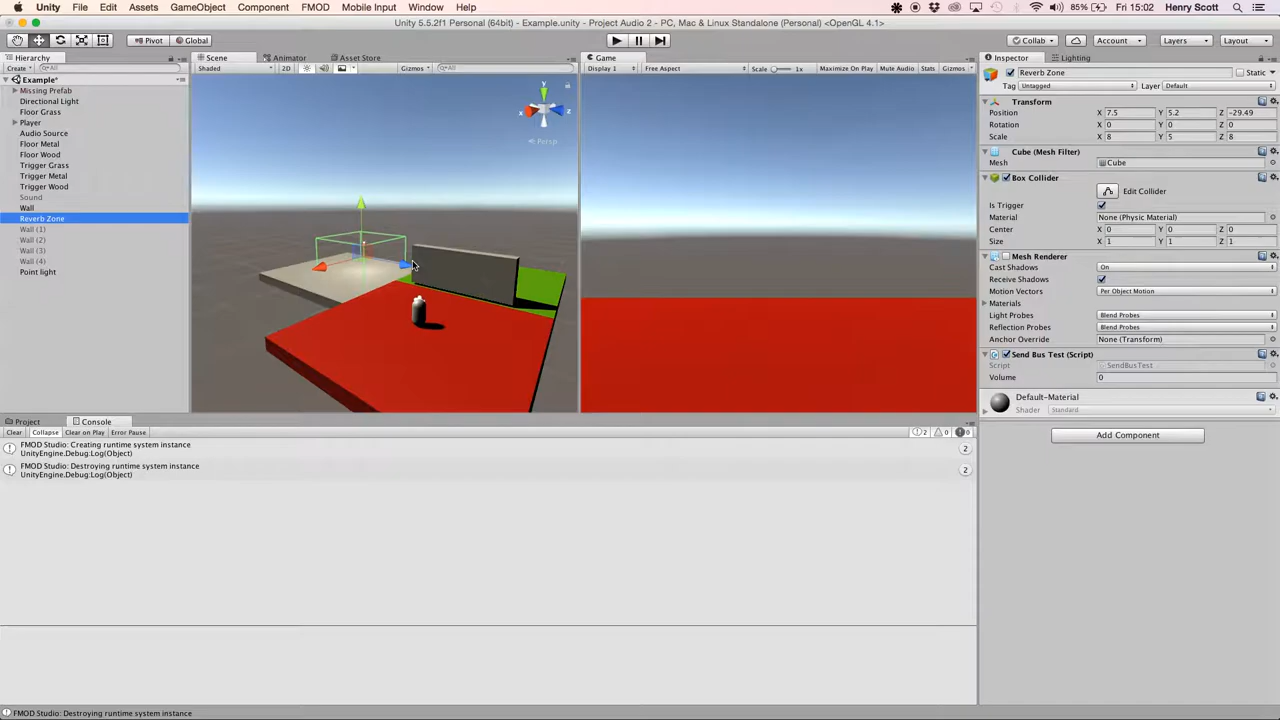 Unity File Edit Assets GameObject Component FMOD Mobile Input Window Help 85% Fri 15:02 Henry Scott
Unity 5.5.2f1 Personal (64bit) - Example.unity - Project Audio 2 - PC, Mac & Linux Standalone (Personal) <OpenGL 4.1>
Pivot Global Collab Account Layers Layout
Hierarchy Scene Animator Asset Store Game Inspector Lighting
Create All Shaded 2D Gizmos All Display 1 Free Aspect Scale 1x Maximize On Play Mute Audio Stats Gizmos
Reverb Zone Static
Tag Untagged Layer Default
Example*
Missing Prefab
Directional Light
Floor Grass
Player
Audio Source
Floor Metal
Floor Wood
Trigger Grass
Trigger Metal
Trigger Wood
Sound
Wall
Reverb Zone
Wall (1)
Wall (2)
Wall (3)
Wall (4)
Point light
y
x
z
Persp
Transform
Position X 7.5 Y 5.2 Z -29.49
Rotation X 0 Y 0 Z 0
Scale X 8 Y 5 Z 8
Cube (Mesh Filter)
Mesh Cube
Box Collider
Edit Collider
Is Trigger
Material None (Physic Material)
Center X 0 Y 0 Z 0
Size X 1 Y 1 Z 1
Mesh Renderer
Cast Shadows On
Receive Shadows
Motion Vectors Per Object Motion
Materials
Light Probes Blend Probes
Reflection Probes Blend Probes
Anchor Override None (Transform)
Send Bus Test (Script)
Script SendBusTest
Volume 0
Default-Material
Shader Standard
Add Component
Project Console
Clear Collapse Clear on Play Error Pause 2 0 0
FMOD Studio: Creating runtime system instance
UnityEngine.Debug:Log(Object)
2
FMOD Studio: Destroying runtime system instance
UnityEngine.Debug:Log(Object)
2
FMOD Studio: Destroying runtime system instance